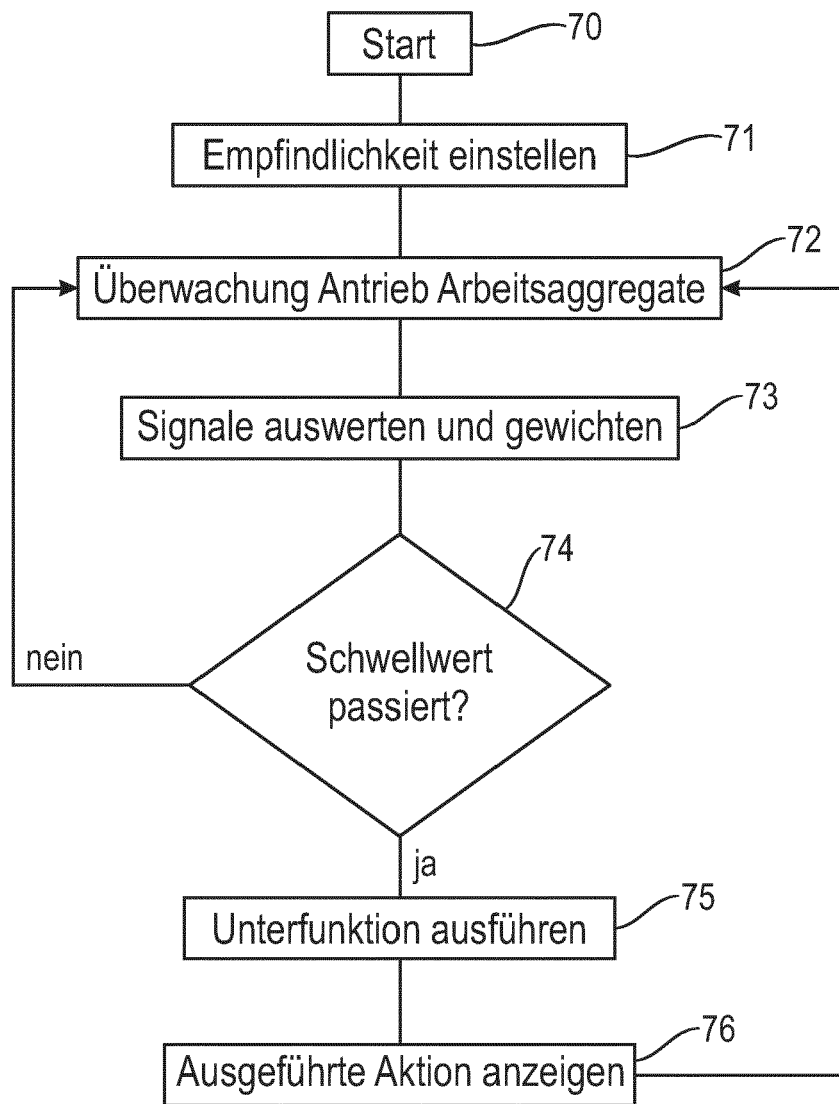 Start
70
Empfindlichkeit einstellen
71
72
Überwachung Antrieb Arbeitsaggregate
Signale auswerten und gewichten
73
74
nein
Schwellwert
passiert?
ja
Unterfunktion ausführen
75
76
Ausgeführte Aktion anzeigen